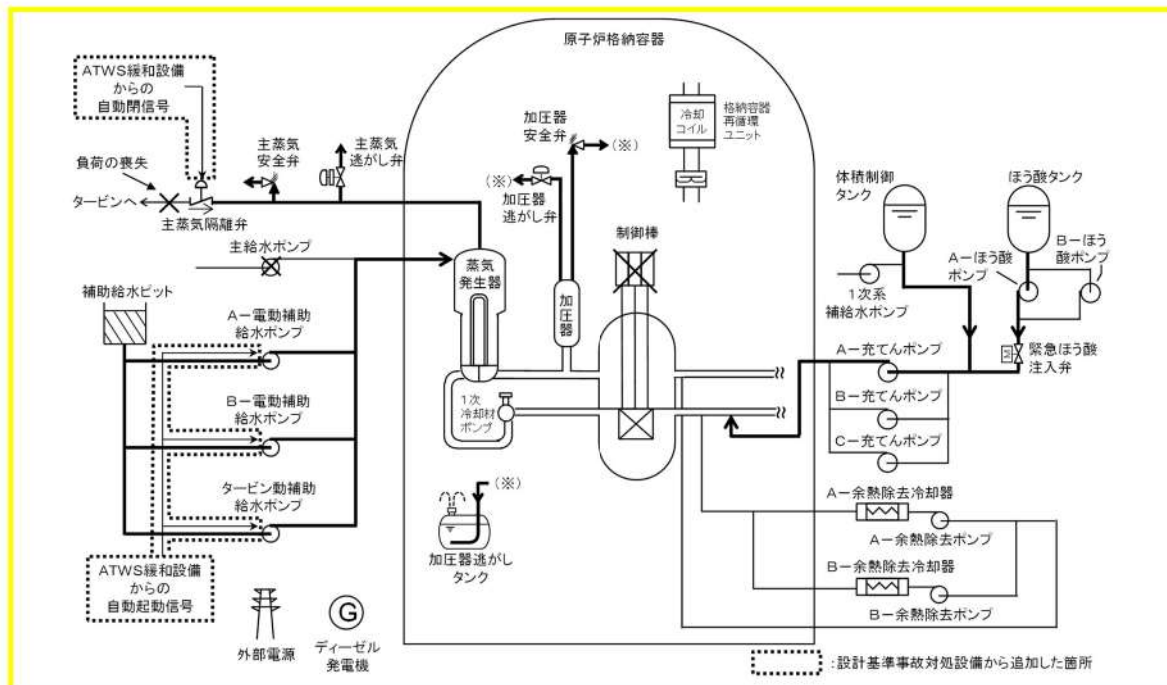 原子炉格納容器
ATWS緩和設備
からの
自動閉信号
負荷の喪失
タービンへ
主蒸気隔離弁
主蒸気
安全弁
主蒸気
逃がし弁
主給水ポンプ
補助給水ピット
A-電動補助
給水ポンプ
B-電動補助
給水ポンプ
タービン動補助
給水ポンプ
ATWS緩和設備
からの
自動起動信号
外部電源
G
ディーゼル
発電機
加圧器
安全弁
(※)
(※)
加圧器
逃がし弁
冷却
コイル
格納容器
再循環
ユニット
制御棒
蒸気
発生器
加圧器
1次
冷却材
ポンプ
(※)
加圧器逃がし
タンク
体積制御
タンク
ほう酸タンク
A-ほう酸
ポンプ
B-ほう
酸ポンプ
1次系
補給水ポンプ
M
緊急ほう酸
注入弁
A-充てんポンプ
B-充てんポンプ
C-充てんポンプ
A-余熱除去冷却器
A-余熱除去ポンプ
B-余熱除去冷却器
B-余熱除去ポンプ
:設計基準事故対処設備から追加した箇所